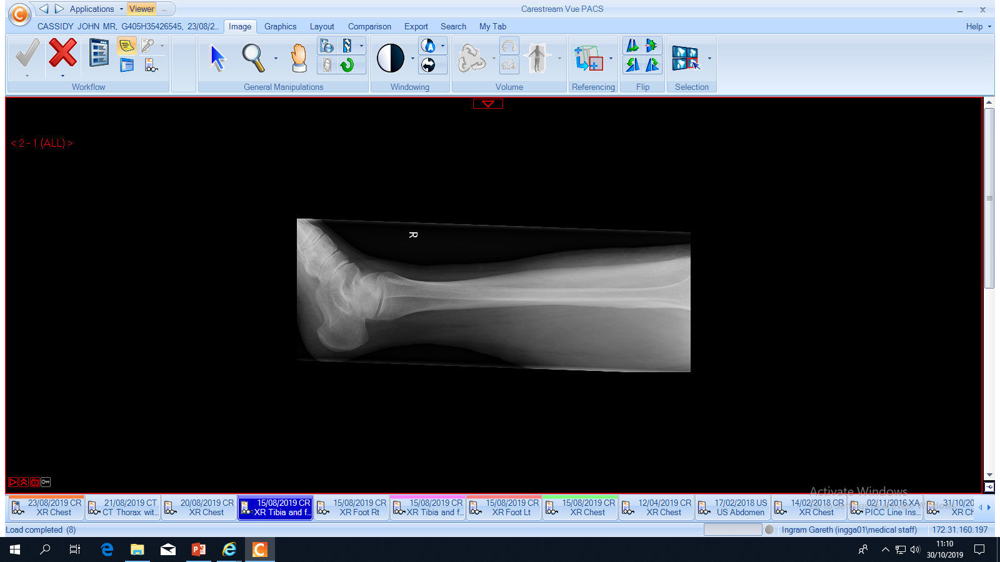 Applications Viewer
Carestream Vue PACS
CASSIDY JOHN MR, G405H35426545, 23/08/2... Image Graphics Layout Comparison Export Search My Tab Help
Workflow General Manipulations Windowing Volume Referencing Flip Selection
< 2 - 1 (ALL) >
R
Activate Windows
23/08/2019 CR
XR Chest
21/08/2019 CT
CT Thorax wit...
20/08/2019 CR
XR Chest
15/08/2019 CR
XR Tibia and f...
15/08/2019 CR
XR Foot Rt
15/08/2019 CR
XR Tibia and f...
15/08/2019 CR
XR Foot Lt
15/08/2019 CR
XR Chest
12/04/2019 CR
XR Chest
17/02/2018 US
US Abdomen
14/02/2018 CR
XR Chest
02/11/2016 XA
PICC Line Ins...
31/10/20
XR Ch
Load completed (8)
Ingram Gareth (ingga01\medical staff) 172.31.160.197
11:10
30/10/2019